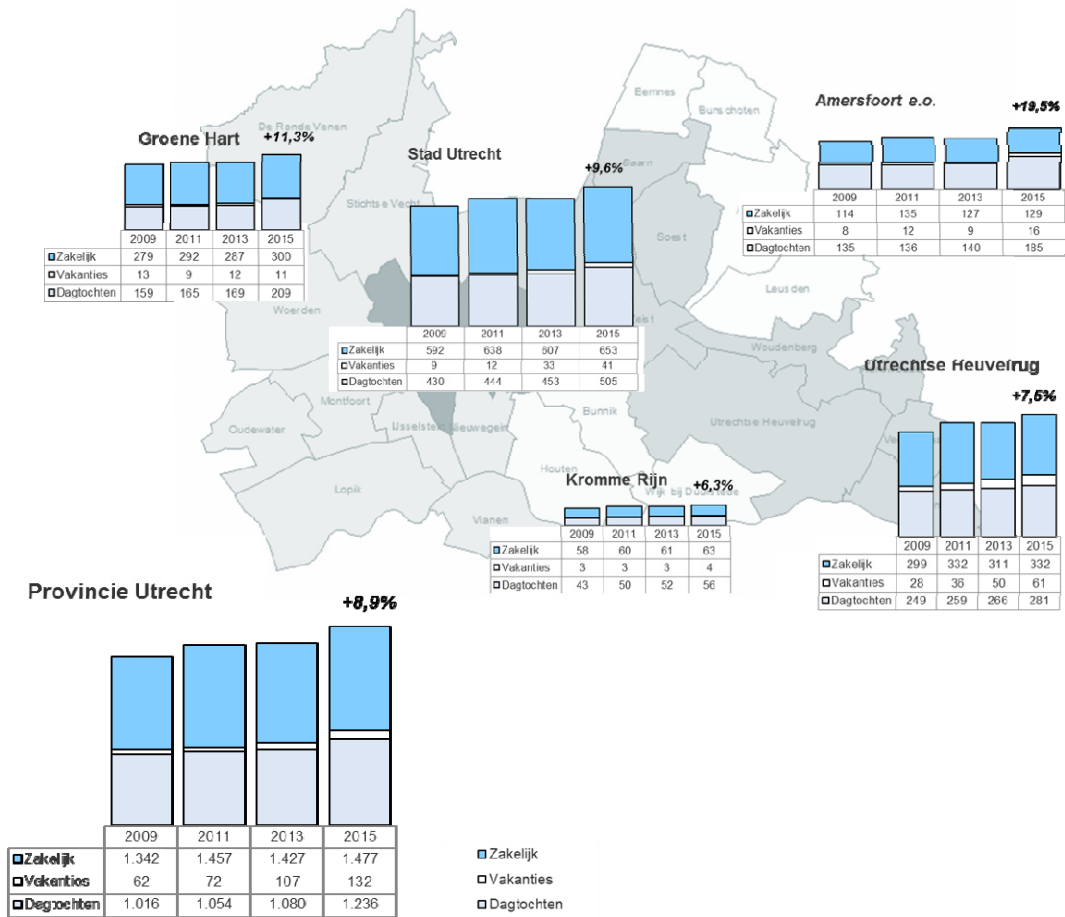 Eemnes
Bunschoten
Amersfoort e.o.
+19,5%
De Ronde Venen
Groene Hart
+11,3%
Stad Utrecht
+9,6%
Baarn
Stichtse Vecht
Soest
Leusden
2009 2011 2013 2015
Zakelijk 114 135 127 129
Vakanties 8 12 9 16
Dagtochten 135 136 140 185
2009 2011 2013 2015
Zakelijk 279 292 287 300
Vakanties 13 9 12 11
Dagtochten 159 165 169 209
Woerden
Zeist
Woudenberg
2009 2011 2013 2015
Zakelijk 592 638 607 653
Vakanties 9 12 33 41
Dagtochten 430 444 453 505
Utrechtse Heuvelrug
+7,5%
Montfoort
Oudewater
IJsselstein
Nieuwegein
Bunnik
Utrechtse Heuvelrug
Houten
Lopik
Vianen
Kromme Rijn
+6,3%
Wijk bij Duurstede
2009 2011 2013 2015
Zakelijk 58 60 61 63
Vakanties 3 3 3 4
Dagtochten 43 50 52 56
2009 2011 2013 2015
Zakelijk 299 332 311 332
Vakanties 28 36 50 61
Dagtochten 249 259 266 281
Provincie Utrecht
+8,9%
2009 2011 2013 2015
Zakelijk 1.342 1.457 1.427 1.477
Vakanties 62 72 107 132
Dagtochten 1.016 1.054 1.080 1.236
Zakelijk
Vakanties
Dagtochten